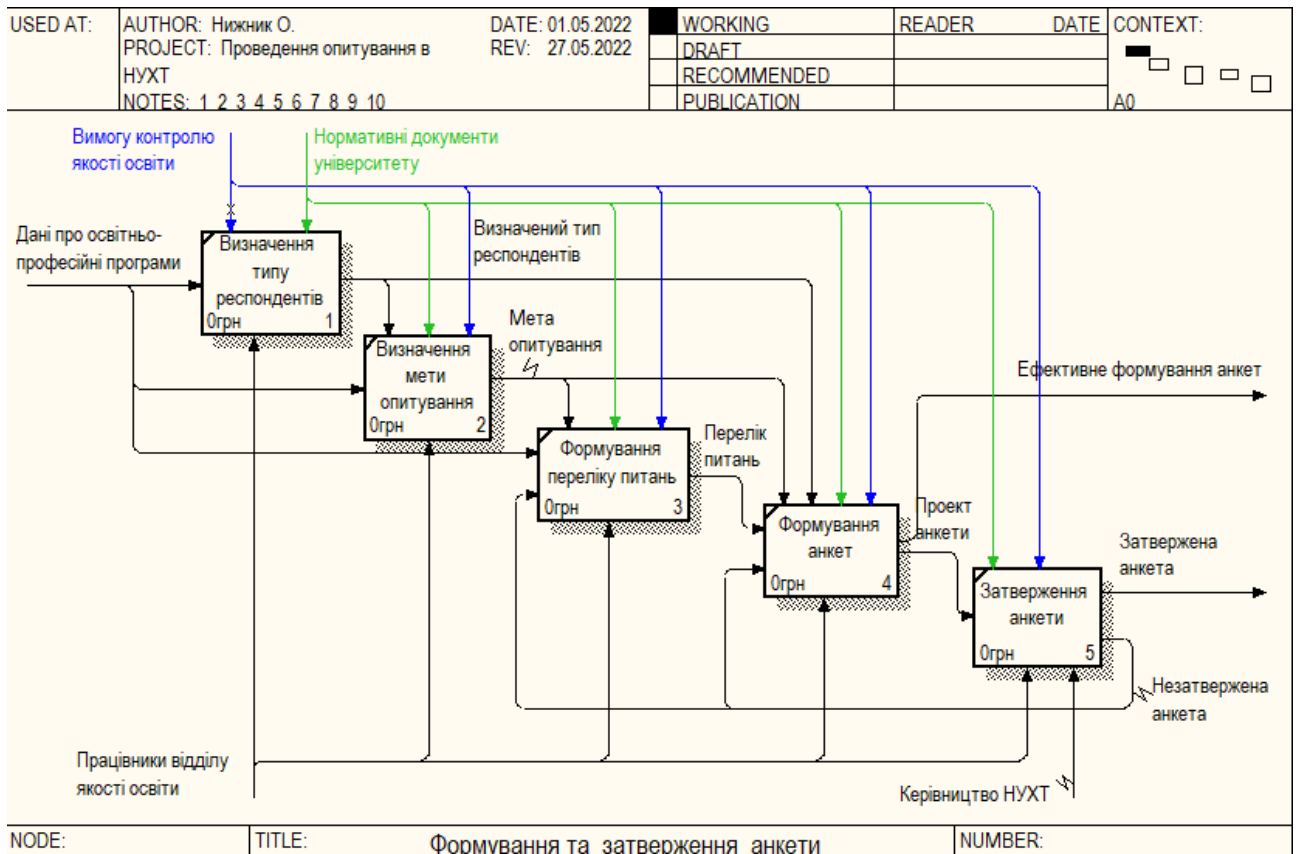 USED AT:
AUTHOR: Нижник О.
DATE: 01.05.2022
PROJECT: Проведення опитування в
НУХТ
REV: 27.05.2022
NOTES: 1 2 3 4 5 6 7 8 9 10
WORKING
DRAFT
RECOMMENDED
PUBLICATION
READER
DATE
CONTEXT:
A0
Вимогу контролю
якості освіти
Нормативні документи
університету
Дані про освітньо-
професійні програми
Визначення
типу
респондентів
0грн 1
Визначений тип
респондентів
Визначення
мети
опитування
0грн 2
Мета
опитування
Формування
переліку питань
0грн 3
Перелік
питань
Формування
анкет
0грн 4
Проект
анкети
Ефективне формування анкет
Затвержена
анкета
Затверження
анкети
0грн 5
Незатвержена
анкета
Працівники відділу
якості освіти
Керівництво НУХТ
NODE:
TITLE:
Формування та затверження анкети
NUMBER: